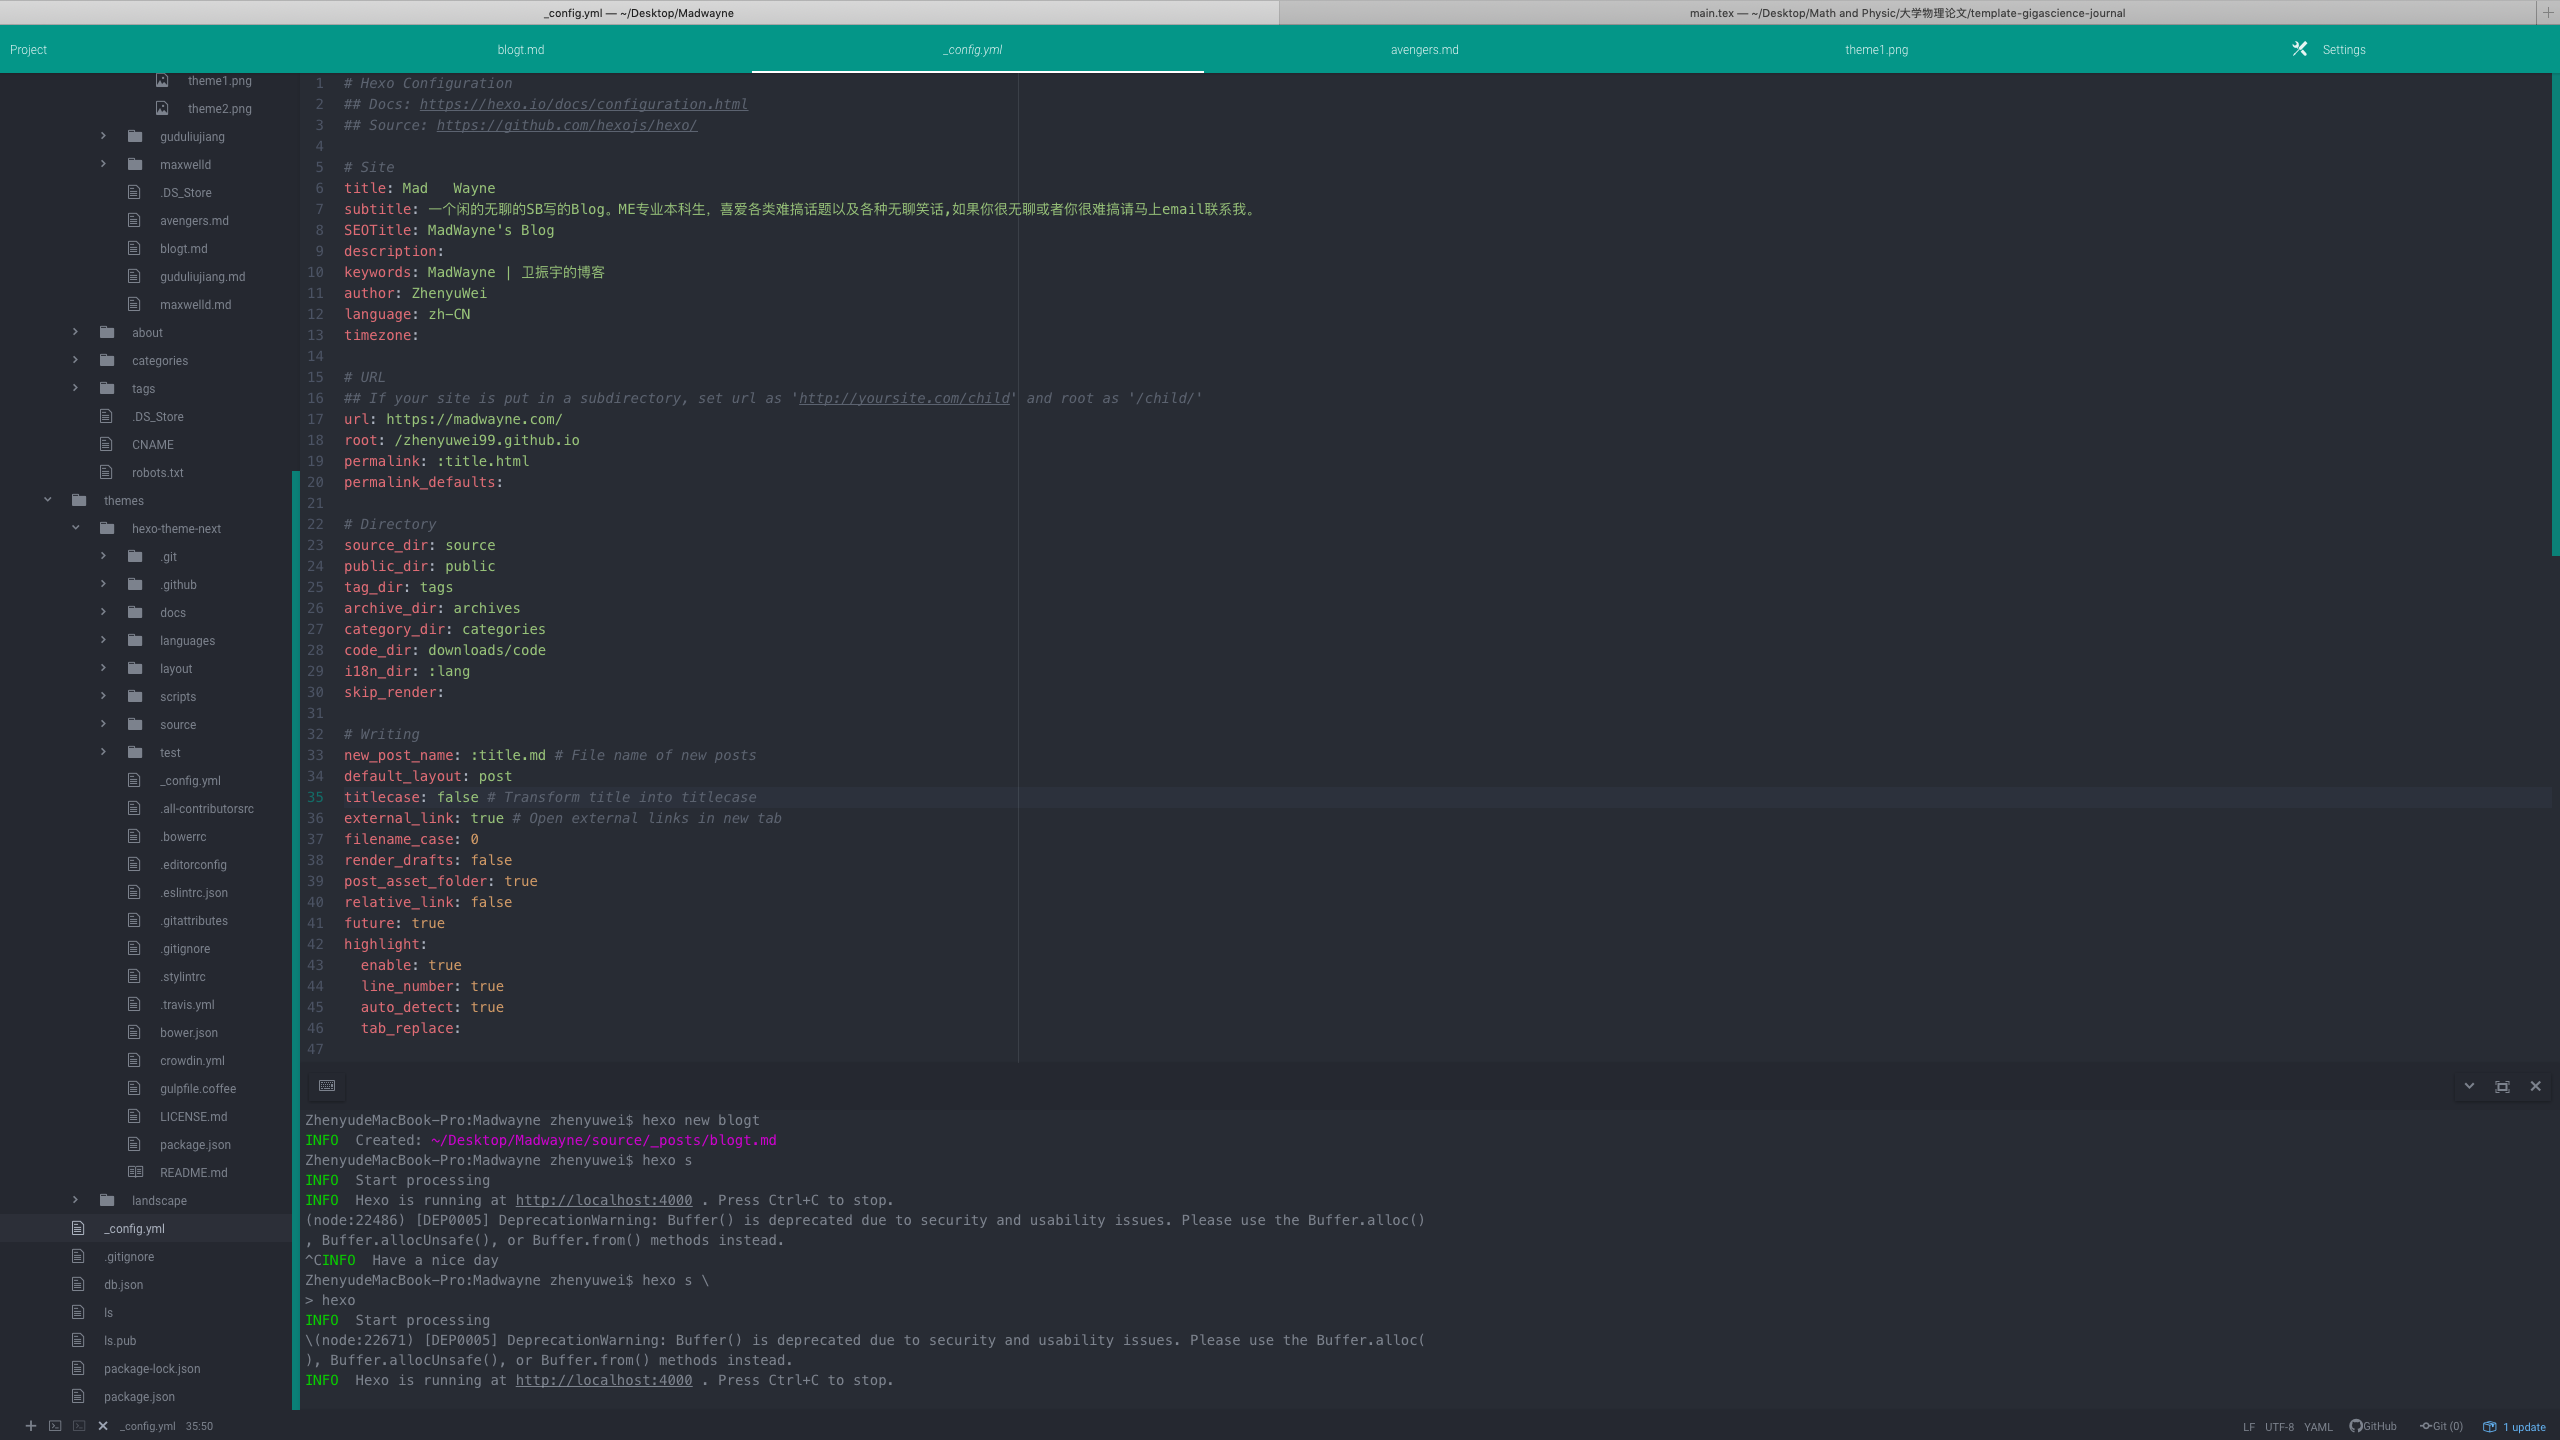 _config.yml — ~/Desktop/Madwayne
main.tex — ~/Desktop/Math and Physic/大学物理论文/template-gigascience-journal
Project
blogt.md
_config.yml
avengers.md
theme1.png
Settings
theme1.png
theme2.png
guduliujiang
maxwelld
.DS_Store
avengers.md
blogt.md
guduliujiang.md
maxwelld.md
about
categories
tags
.DS_Store
CNAME
robots.txt
themes
hexo-theme-next
.git
.github
docs
languages
layout
scripts
source
test
_config.yml
.all-contributorsrc
.bowerrc
.editorconfig
.eslintrc.json
.gitattributes
.gitignore
.stylintrc
.travis.yml
bower.json
crowdin.yml
gulpfile.coffee
LICENSE.md
package.json
README.md
landscape
_config.yml
.gitignore
db.json
ls
ls.pub
package-lock.json
package.json
1 # Hexo Configuration
2 ## Docs: https://hexo.io/docs/configuration.html
3 ## Source: https://github.com/hexojs/hexo/
4
5 # Site
6 title: Mad   Wayne
7 subtitle: 一个闲的无聊的SB写的Blog。ME专业本科生，喜爱各类难搞话题以及各种无聊笑话,如果你很无聊或者你很难搞请马上email联系我。
8 SEOTitle: MadWayne's Blog
9 description:
10 keywords: MadWayne | 卫振宇的博客
11 author: ZhenyuWei
12 language: zh-CN
13 timezone:
14
15 # URL
16 ## If your site is put in a subdirectory, set url as 'http://yoursite.com/child' and root as '/child/'
17 url: https://madwayne.com/
18 root: /zhenyuwei99.github.io
19 permalink: :title.html
20 permalink_defaults:
21
22 # Directory
23 source_dir: source
24 public_dir: public
25 tag_dir: tags
26 archive_dir: archives
27 category_dir: categories
28 code_dir: downloads/code
29 i18n_dir: :lang
30 skip_render:
31
32 # Writing
33 new_post_name: :title.md # File name of new posts
34 default_layout: post
35 titlecase: false # Transform title into titlecase
36 external_link: true # Open external links in new tab
37 filename_case: 0
38 render_drafts: false
39 post_asset_folder: true
40 relative_link: false
41 future: true
42 highlight:
43   enable: true
44   line_number: true
45   auto_detect: true
46   tab_replace:
47
ZhenyudeMacBook-Pro:Madwayne zhenyuwei$ hexo new blogt
INFO  Created: ~/Desktop/Madwayne/source/_posts/blogt.md
ZhenyudeMacBook-Pro:Madwayne zhenyuwei$ hexo s
INFO  Start processing
INFO  Hexo is running at http://localhost:4000 . Press Ctrl+C to stop.
(node:22486) [DEP0005] DeprecationWarning: Buffer() is deprecated due to security and usability issues. Please use the Buffer.alloc()
, Buffer.allocUnsafe(), or Buffer.from() methods instead.
^CINFO  Have a nice day
ZhenyudeMacBook-Pro:Madwayne zhenyuwei$ hexo s \
> hexo
INFO  Start processing
\(node:22671) [DEP0005] DeprecationWarning: Buffer() is deprecated due to security and usability issues. Please use the Buffer.alloc(
), Buffer.allocUnsafe(), or Buffer.from() methods instead.
INFO  Hexo is running at http://localhost:4000 . Press Ctrl+C to stop.
_config.yml 35:50
LF UTF-8 YAML GitHub Git (0) 1 update